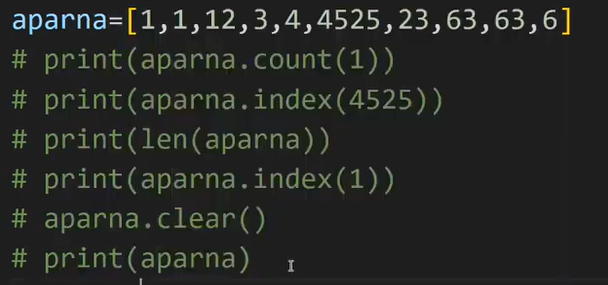 aparna=[1,1,12,3,4,4525,23,63,63,6]
# print(aparna.count(1))
# print(aparna.index(4525))
# print(len(aparna))
# print(aparna.index(1))
# aparna.clear()
# print(aparna)